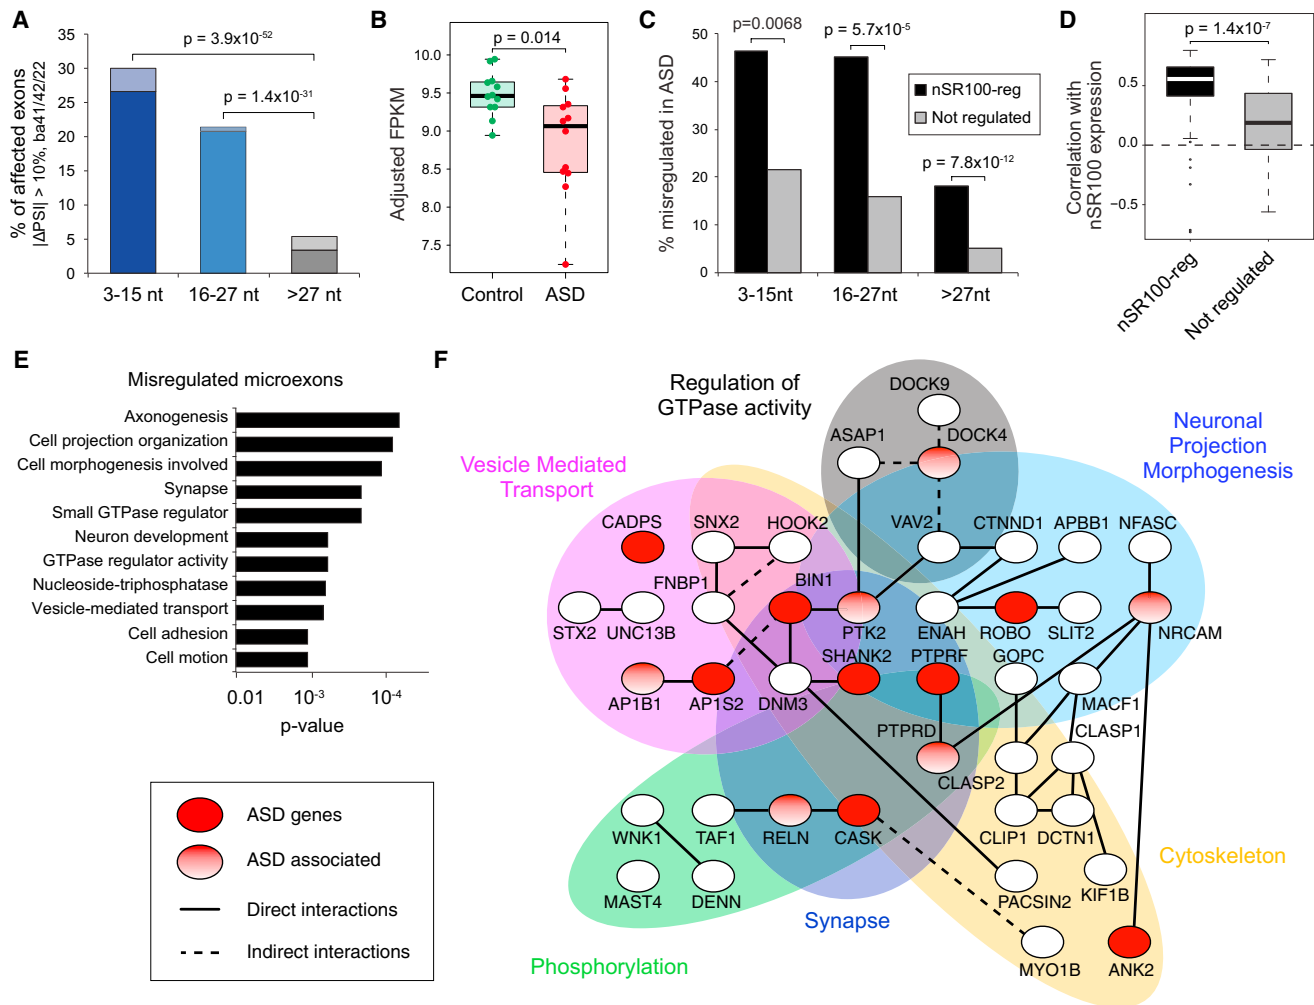 A
% of affected exons
|ΔPSI| > 10%, ba41/42/22
35
30
25
20
15
10
5
0
p = 3.9x10-52
p = 1.4x10-31
3-15 nt
16-27 nt
>27 nt
B
Adjusted FPKM
10.0
9.5
9.0
8.5
8.0
7.5
p = 0.014
Control
ASD
C
% misregulated in ASD
50
40
30
20
10
0
p=0.0068
p = 5.7x10-5
p = 7.8x10-12
nSR100-reg
Not regulated
3-15nt
16-27nt
>27nt
D
Correlation with
nSR100 expression
0.5
0.0
−0.5
p = 1.4x10-7
nSR100-reg
Not regulated
E
Misregulated microexons
Axonogenesis
Cell projection organization
Cell morphogenesis involved
Synapse
Small GTPase regulator
Neuron development
GTPase regulator activity
Nucleoside-triphosphatase
Vesicle-mediated transport
Cell adhesion
Cell motion
0.01
10-3
10-4
p-value
ASD genes
ASD associated
Direct interactions
Indirect interactions
F
Regulation of
GTPase activity
Vesicle Mediated
Transport
Neuronal
Projection
Morphogenesis
DOCK9
ASAP1
DOCK4
CADPS
SNX2
HOOK2
VAV2
CTNND1
APBB1
NFASC
FNBP1
BIN1
STX2
UNC13B
PTK2
ENAH
ROBO
SLIT2
NRCAM
SHANK2
PTPRF
GOPC
AP1B1
AP1S2
DNM3
MACF1
PTPRD
CLASP1
CLASP2
WNK1
TAF1
RELN
CASK
CLIP1
DCTN1
MAST4
DENN
PACSIN2
KIF1B
MYO1B
ANK2
Cytoskeleton
Synapse
Phosphorylation